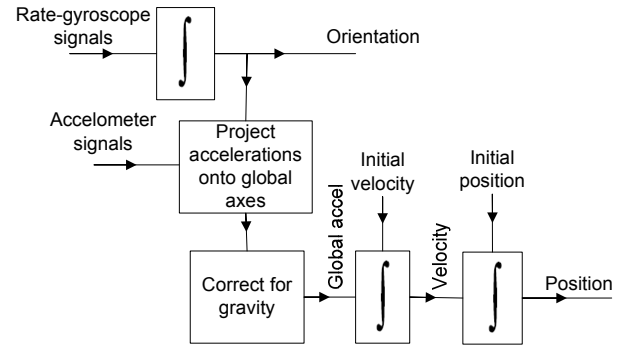 Rate-gyroscope
signals
Orientation
Accelometer
signals
Project
accelerations
onto global
axes
Initial
velocity
Initial
position
Global accel
Velocity
Correct for
gravity
Position